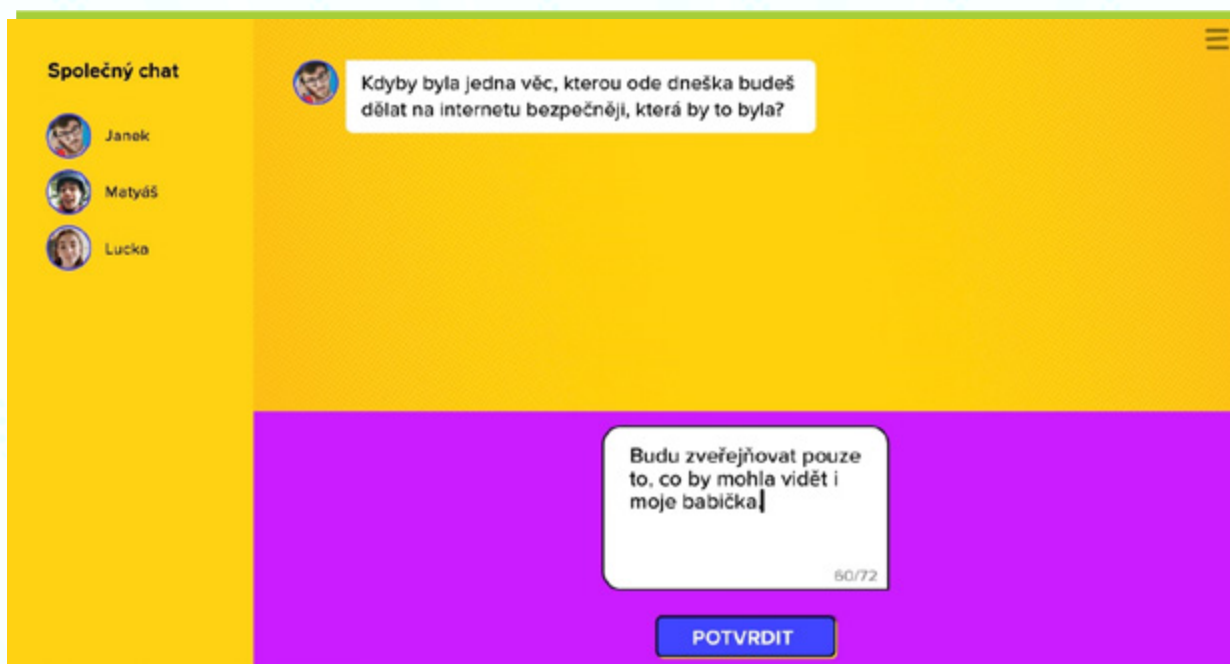 Společný chat
Janek
Matyáš
Lucka
Kdyby byla jedna věc, kterou ode dneška budeš
dělat na internetu bezpečněji, která by to byla?
Budu zveřejňovat pouze
to, co by mohla vidět i
moje babička.
60/72
POTVRDIT